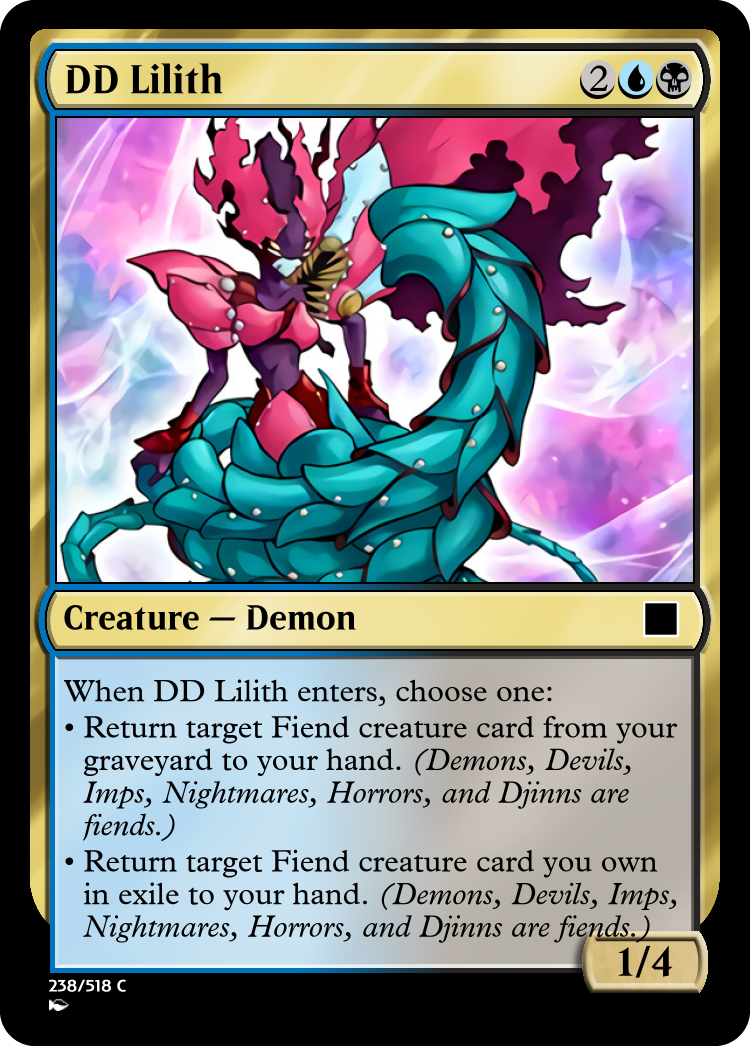 DD Lilith 2
Creature — Demon
When DD Lilith enters, choose one:
• Return target Fiend creature card from your
graveyard to your hand. (Demons, Devils,
Imps, Nightmares, Horrors, and Djinns are
fiends.)
• Return target Fiend creature card you own
in exile to your hand. (Demons, Devils, Imps,
Nightmares, Horrors, and Djinns are fiends.)
1/4
238/518 C